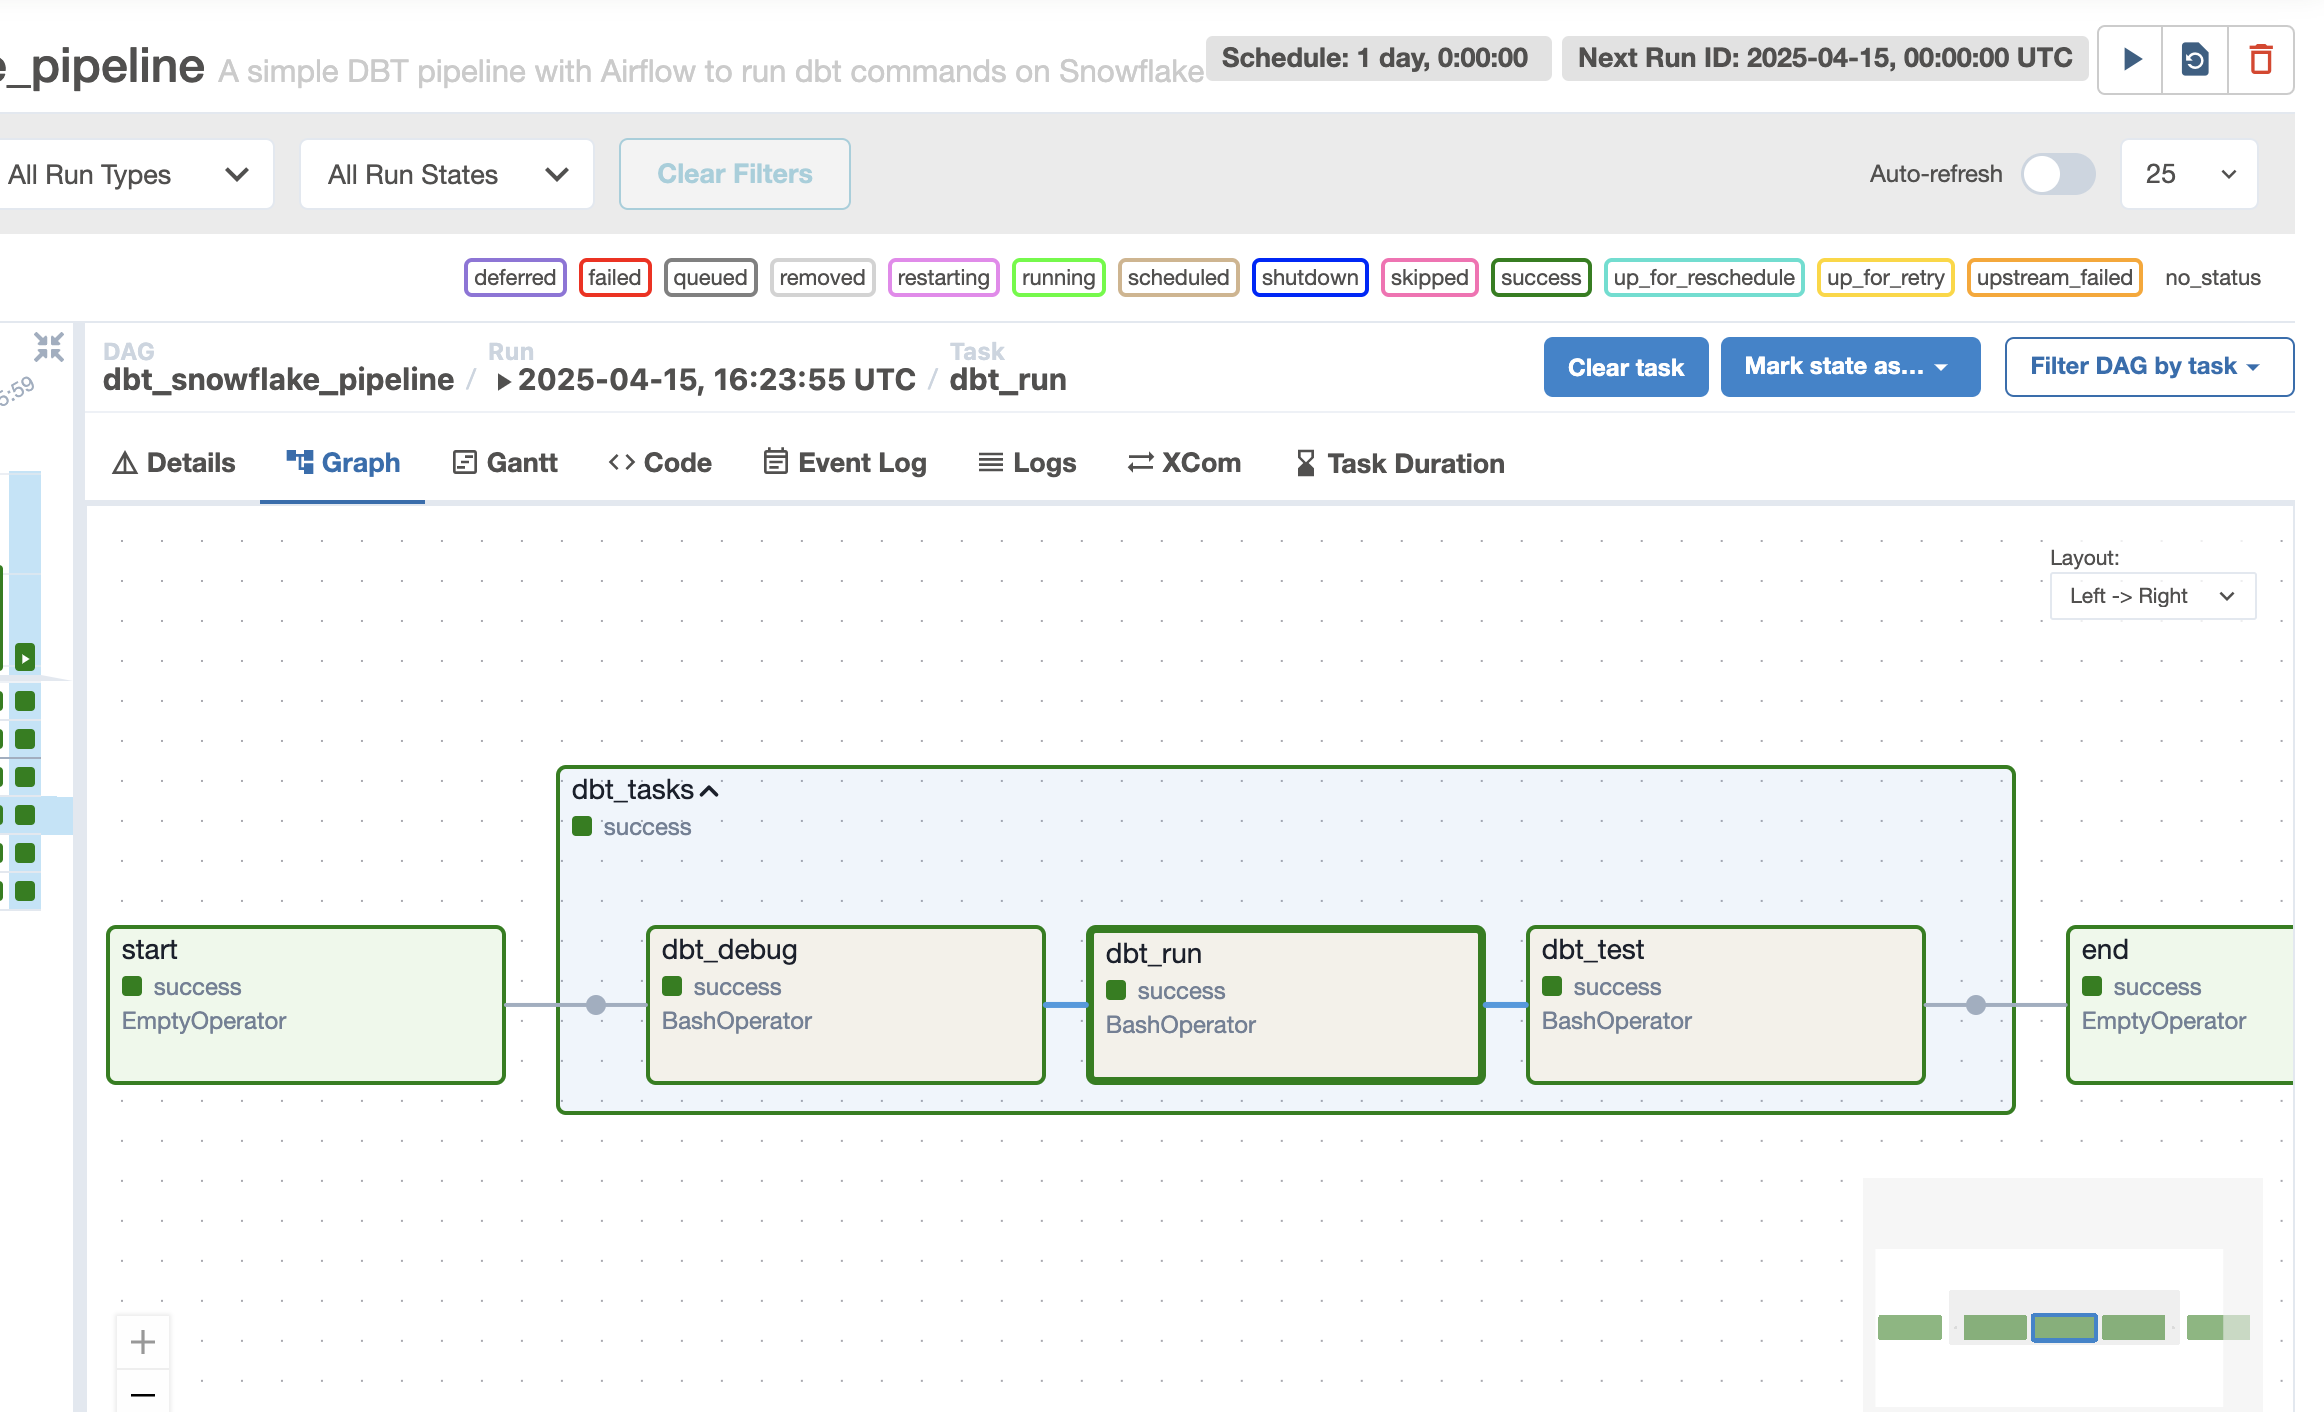 _pipeline A simple DBT pipeline with Airflow to run dbt commands on Snowflake
Schedule: 1 day, 0:00:00
Next Run ID: 2025-04-15, 00:00:00 UTC
All Run Types
All Run States
Clear Filters
Auto-refresh
25
deferred
failed
queued
removed
restarting
running
scheduled
shutdown
skipped
success
up_for_reschedule
up_for_retry
upstream_failed
no_status
5:59
DAG
dbt_snowflake_pipeline
/
Run
2025-04-15, 16:23:55 UTC
/
Task
dbt_run
Clear task
Mark state as...
Filter DAG by task
Details
Graph
Gantt
Code
Event Log
Logs
XCom
Task Duration
Layout:
Left -> Right
dbt_tasks
success
start
success
EmptyOperator
dbt_debug
success
BashOperator
dbt_run
success
BashOperator
dbt_test
success
BashOperator
end
success
EmptyOperator